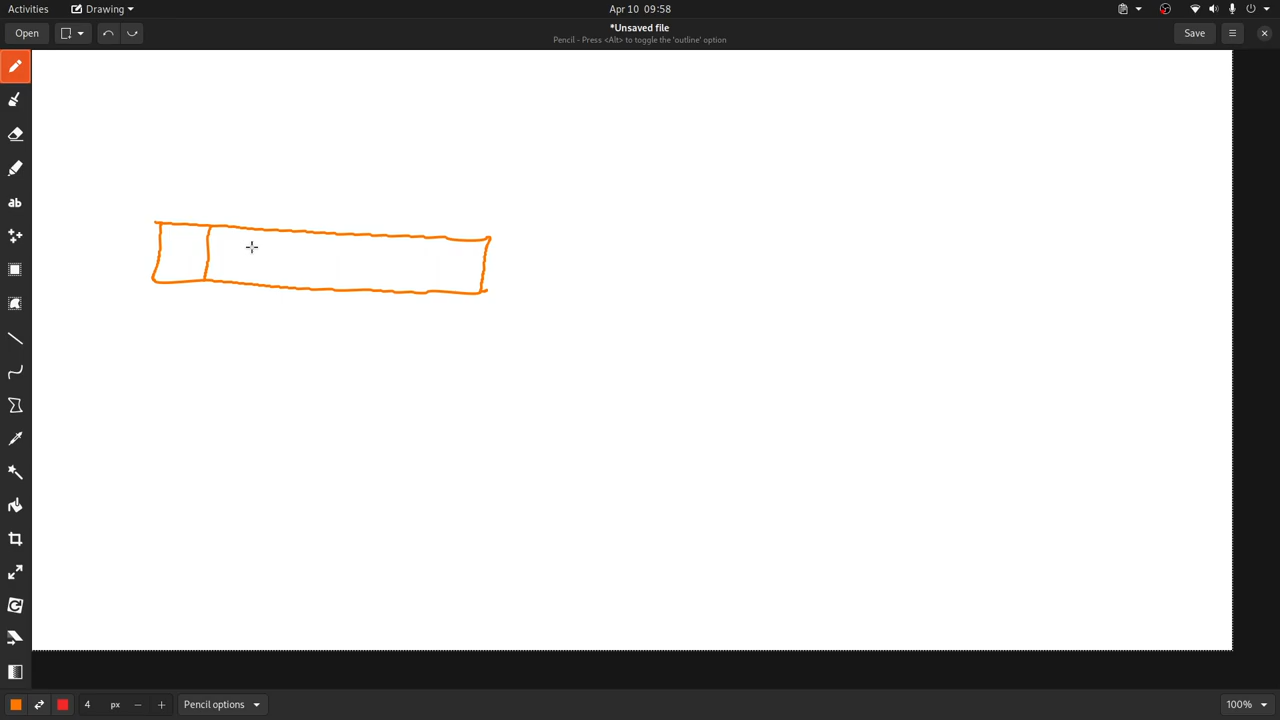 Activities
Drawing
Apr 10 09:58
Open
*Unsaved file
Pencil - Press <Alt> to toggle the 'outline' option
Save
ab
4 px
Pencil options
100%